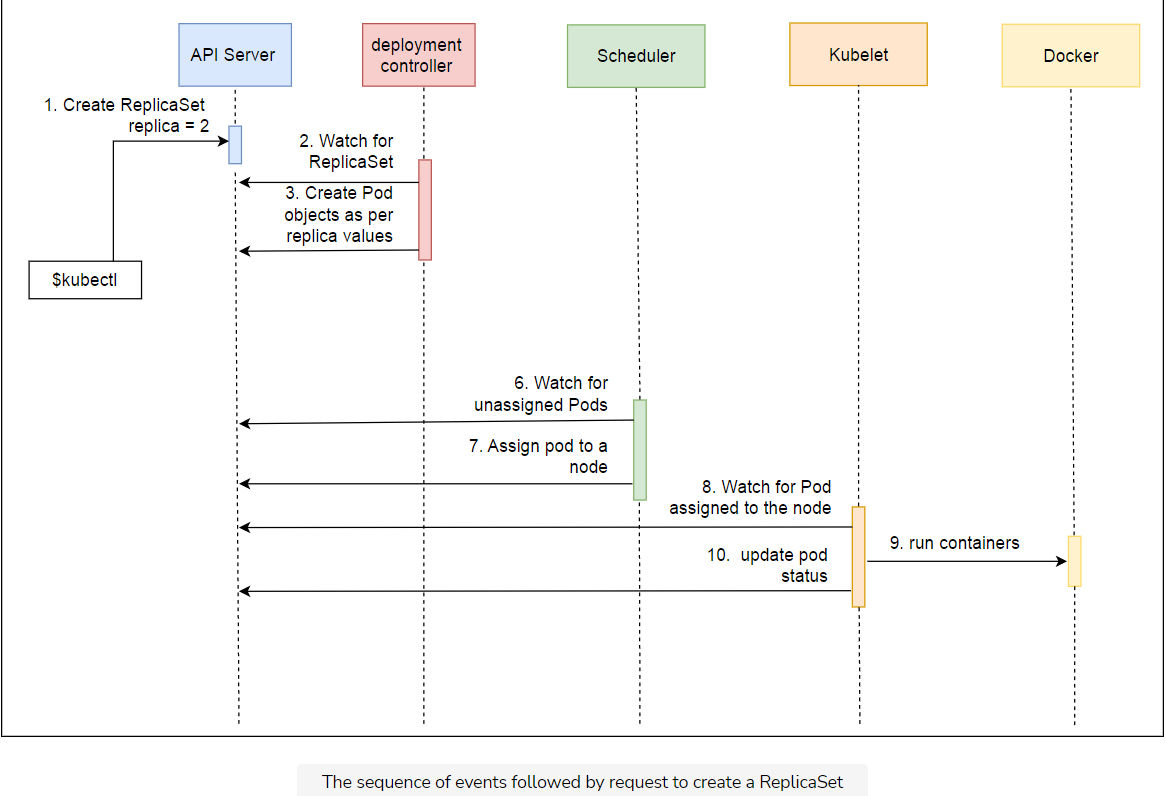 API Server
deployment
controller
Scheduler
Kubelet
Docker
1. Create ReplicaSet
replica = 2
2. Watch for
ReplicaSet
3. Create Pod
objects as per
replica values
$kubectl
6. Watch for
unassigned Pods
7. Assign pod to a
node
8. Watch for Pod
assigned to the node
9. run containers
10. update pod
status
The sequence of events followed by request to create a ReplicaSet